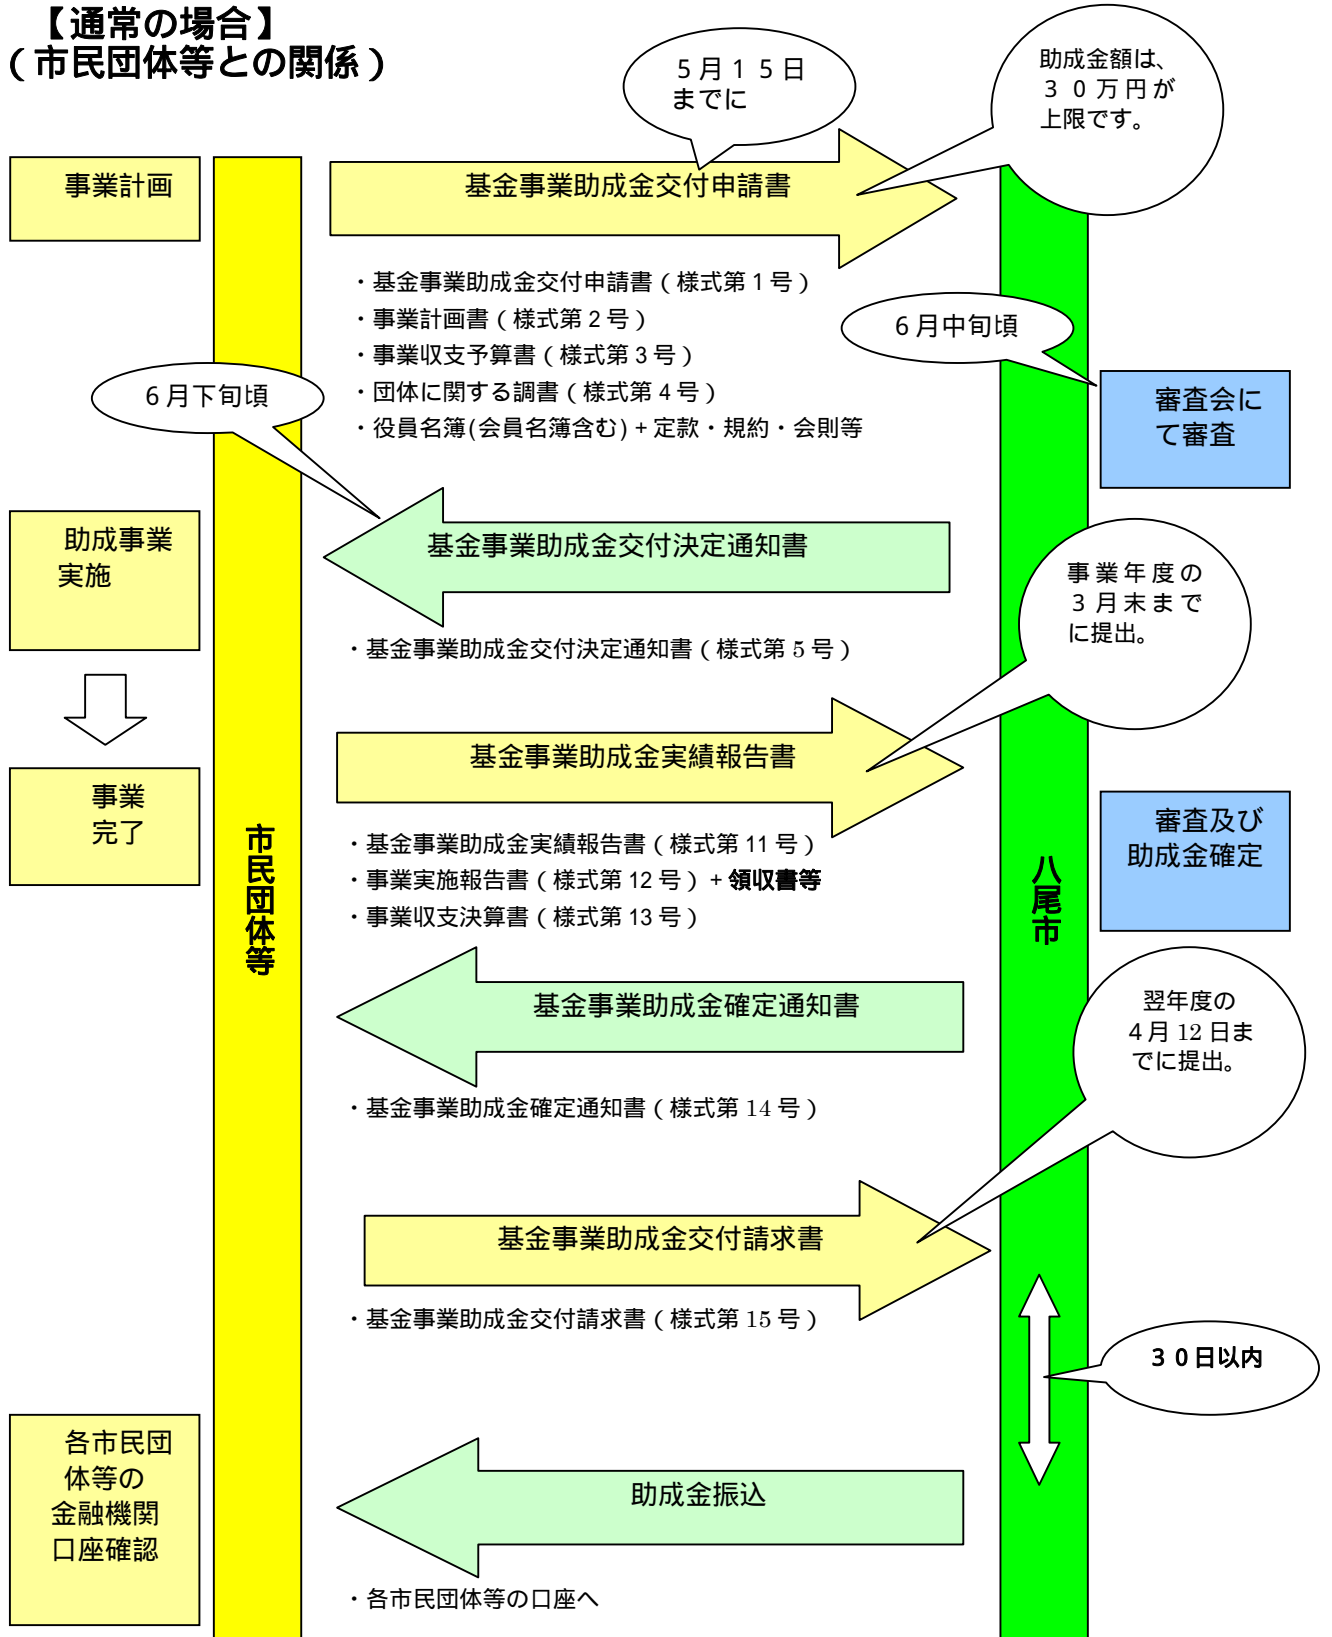 【通常の場合】
（市民団体等との関係）
５月１５日
までに
助成金額は、
３０万円が
上限です。
事業計画
基金事業助成金交付申請書
・基金事業助成金交付申請書（様式第１号）
・事業計画書（様式第２号）
・事業収支予算書（様式第３号）
・団体に関する調書（様式第４号）
・役員名簿(会員名簿含む)＋定款・規約・会則等
６月中旬頃
審査会に
て審査
６月下旬頃
助成事業
実施
基金事業助成金交付決定通知書
・基金事業助成金交付決定通知書（様式第５号）
事業年度の
３月末まで
に提出。
基金事業助成金実績報告書
事業
完了
・基金事業助成金実績報告書（様式第 11 号）
・事業実施報告書（様式第 12 号）＋領収書等
・事業収支決算書（様式第 13 号）
審査及び
助成金確定
市民団体等
八尾市
基金事業助成金確定通知書
・基金事業助成金確定通知書（様式第 14 号）
翌年度の
４月 12 日ま
でに提出。
基金事業助成金交付請求書
・基金事業助成金交付請求書（様式第 15 号）
３０日以内
各市民団
体等の
金融機関
口座確認
助成金振込
・各市民団体等の口座へ